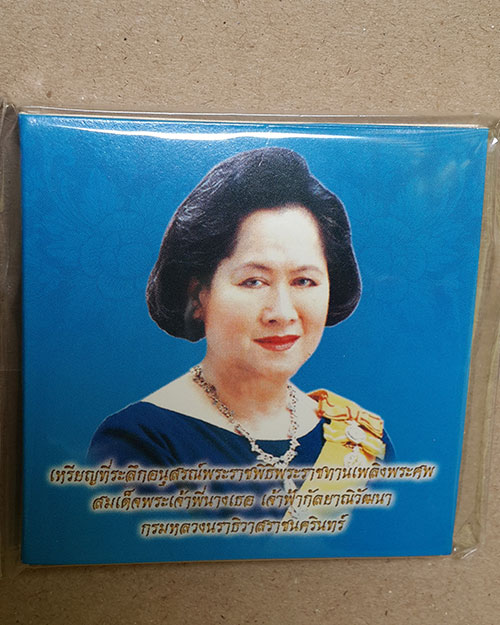 เหรียญที่ระลึกอนุสรณ์พระราชพิธีพระราชทานเพลิงพระศพ
สมเด็จพระเจ้าพี่นางเธอ เจ้าฟ้ากัลยาณิวัฒนา
กรมหลวงนราธิวาสราชนครินทร์